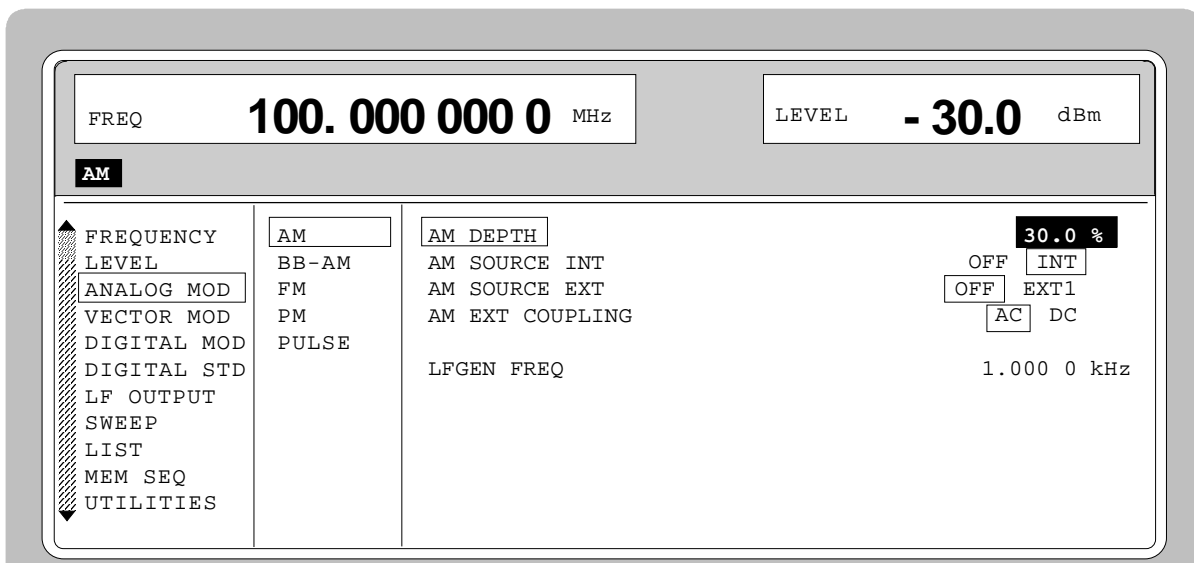 FREQ 100. 000 000 0 MHz LEVEL - 30.0 dBm
AM
FREQUENCY AM AM DEPTH 30.0 %
LEVEL BB-AM AM SOURCE INT OFF INT
ANALOG MOD FM AM SOURCE EXT OFF EXT1
VECTOR MOD PM AM EXT COUPLING AC DC
DIGITAL MOD PULSE
DIGITAL STD LFGEN FREQ 1.000 0 kHz
LF OUTPUT
SWEEP
LIST
MEM SEQ
UTILITIES